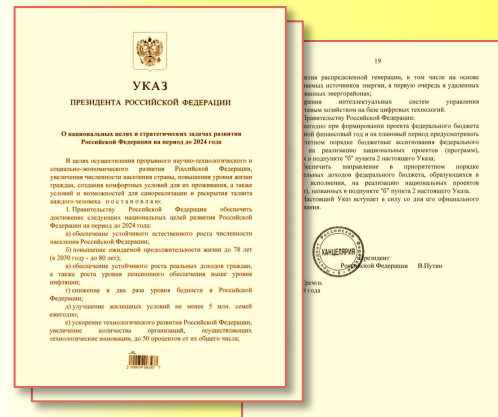 УКАЗ
ПРЕЗИДЕНТА РОССИЙСКОЙ ФЕДЕРАЦИИ
О национальных целях и стратегических задачах развития
Российской Федерации на период до 2024 года
В целях осуществления прорывного научно-технологического и
социально-экономического развития Российской Федерации,
увеличения численности населения страны, повышения уровня жизни
граждан, создания комфортных условий для их проживания, а также
условий и возможностей для самореализации и раскрытия таланта
каждого человека постановляю:
1. Правительству Российской Федерации обеспечить
достижение следующих национальных целей развития Российской
Федерации на период до 2024 года:
а) обеспечение устойчивого естественного роста численности
населения Российской Федерации;
б) повышение ожидаемой продолжительности жизни до 78 лет
(к 2030 году - до 80 лет);
в) обеспечение устойчивого роста реальных доходов граждан,
а также роста уровня пенсионного обеспечения выше уровня
инфляции;
г) снижение в два раза уровня бедности в Российской
Федерации;
д) улучшение жилищных условий не менее 5 млн. семей
ежегодно;
е) ускорение технологического развития Российской Федерации,
увеличение количества организаций, осуществляющих
технологические инновации, до 50 процентов от их общего числа;
19
распределенной генерации, в том числе на основе
источников энергии, в первую очередь в удаленных
энергорайонах;
интеллектуальных систем управления
хозяйством на базе цифровых технологий.
Правительству Российской Федерации:
при формировании проекта федерального бюджета
финансовый год и на плановый период предусматривать
порядке бюджетные ассигнования федерального
на реализацию национальных проектов (программ),
в подпункте "б" пункта 2 настоящего Указа;
направление в приоритетном порядке
доходов федерального бюджета, образующихся в
исполнения, на реализацию национальных проектов
названных в подпункте "б" пункта 2 настоящего Указа.
Настоящий Указ вступает в силу со дня его официального
КАНЦЕЛЯРИЯ
Президент
Российской Федерации В.Путин
года